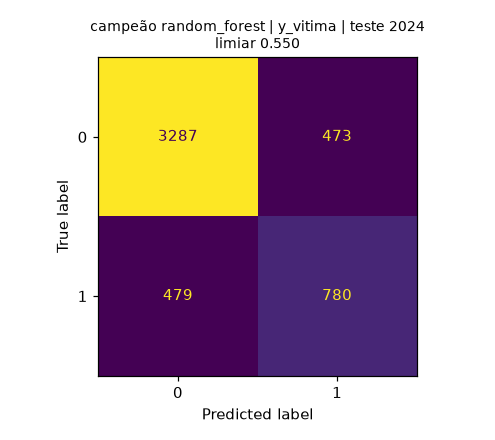 campeão random_forest | y_vitima | teste 2024
limiar 0.550
0
3287
473
True label
1
479
780
0
1
Predicted label